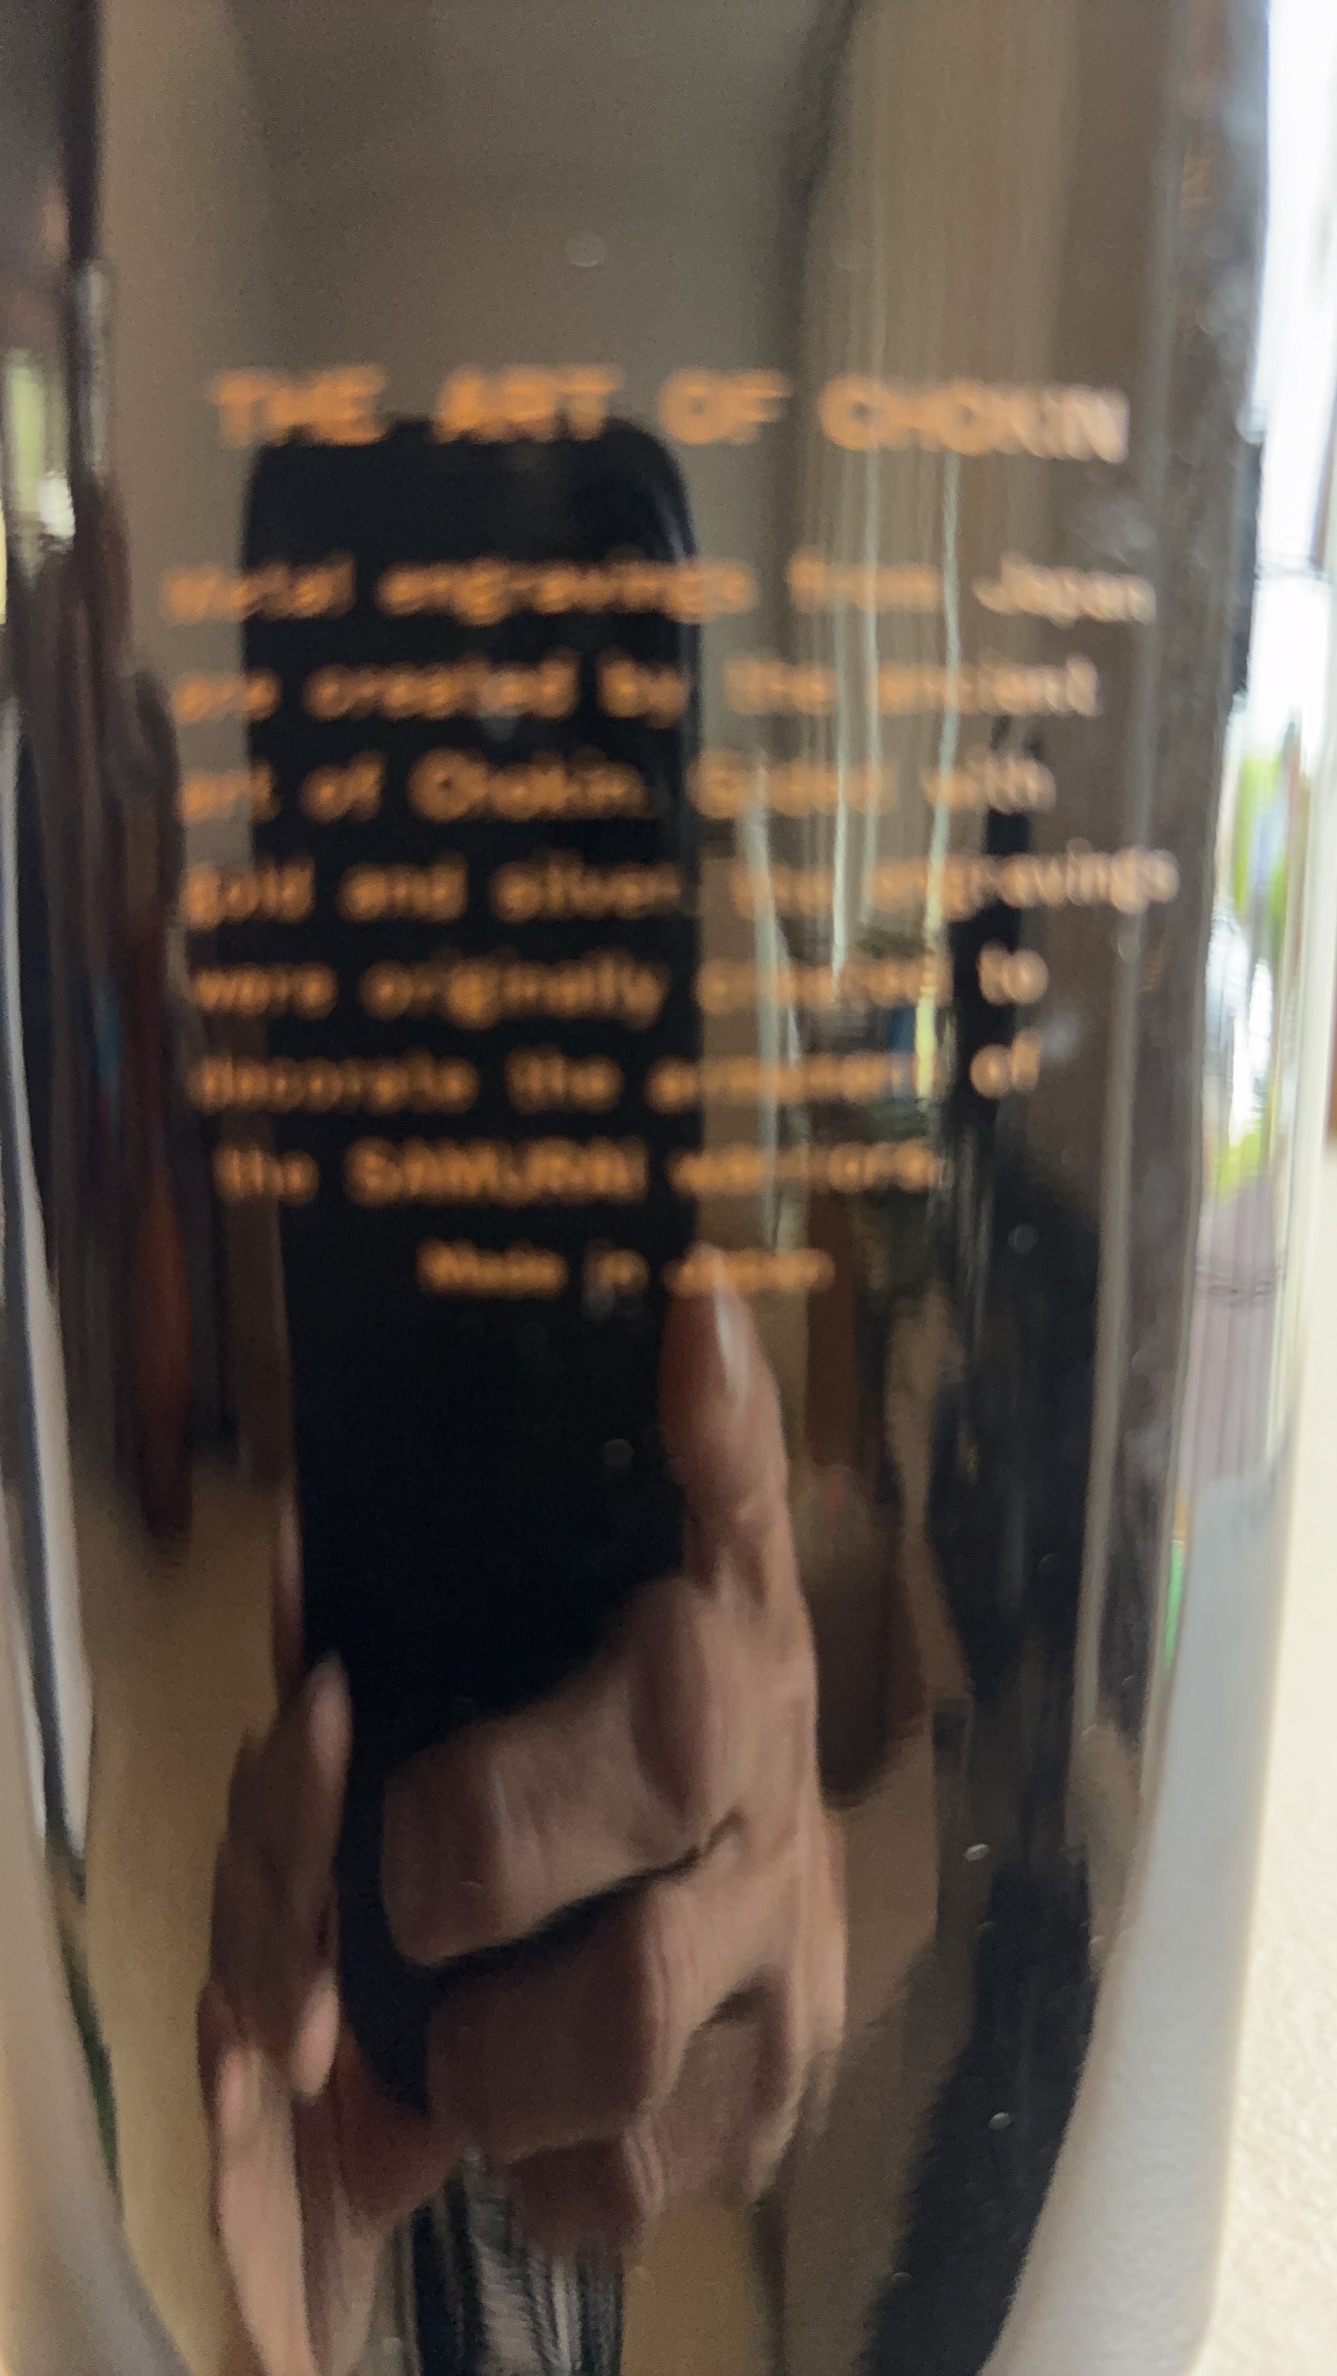 THE ART OF CHOKIN
Metal engravings from Japan
are created by the ancient
art of Chokin. Gilded with
gold and silver, the engravings
were originally created to
decorate the armament of
the SAMURAI warriors.
Made in Japan